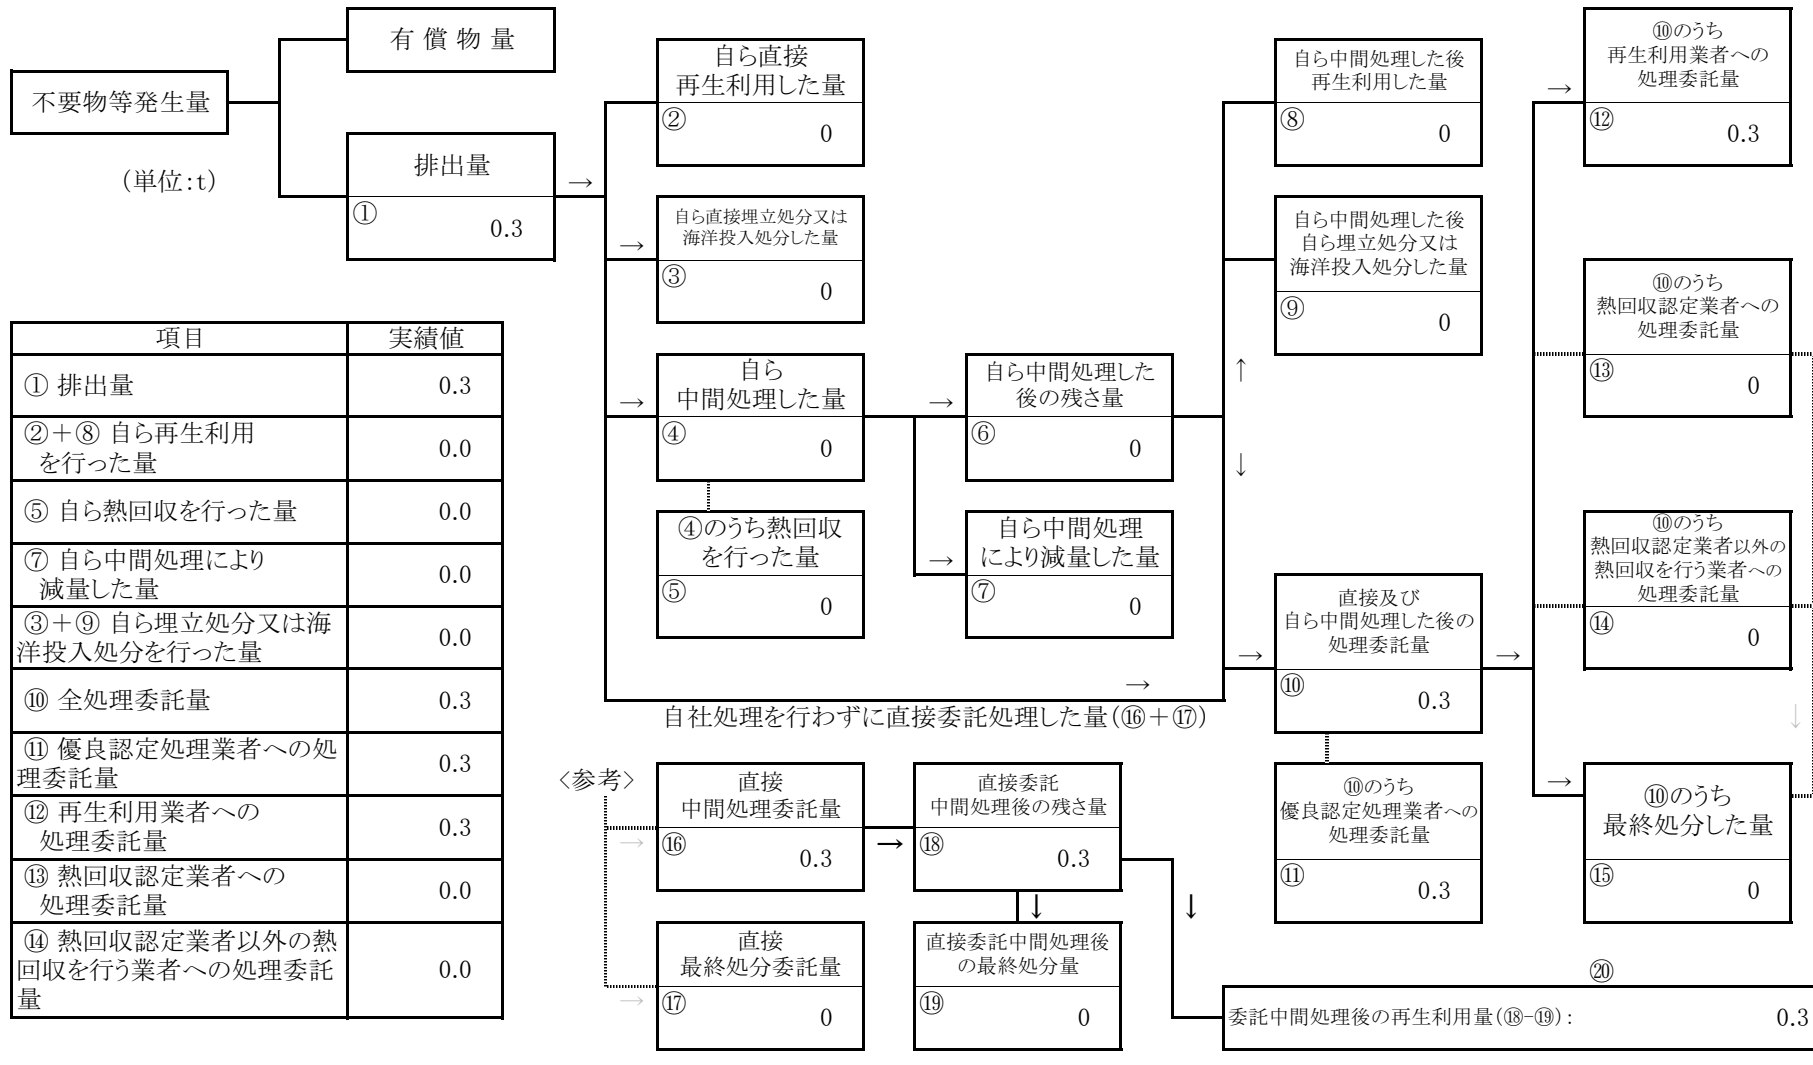 有 償 物 量
不要物等発生量
(単位:t)
排出量
①
0.3
→
自ら直接
再生利用した量
②
0
→
自ら直接埋立処分又は
海洋投入処分した量
③
0
→
自ら
中間処理した量
④
0
④のうち熱回収
を行った量
⑤
0
→
自ら中間処理した
後の残さ量
⑥
0
→
自ら中間処理
により減量した量
⑦
0
↑
↓
自ら中間処理した後
再生利用した量
⑧
0
自ら中間処理した後
自ら埋立処分又は
海洋投入処分した量
⑨
0
→
自社処理を行わずに直接委託処理した量(⑯+⑰)
→
直接及び
自ら中間処理した後の
処理委託量
⑩
0.3
⑩のうち
優良認定処理業者への
処理委託量
⑪
0.3
→
→
⑩のうち
再生利用業者への
処理委託量
⑫
0.3
⑩のうち
熱回収認定業者への
処理委託量
⑬
0
⑩のうち
熱回収認定業者以外の
熱回収を行う業者への
処理委託量
⑭
0
↓
→
⑩のうち
最終処分した量
⑮
0
項目 実績値
① 排出量 0.3
②+⑧ 自ら再生利用
を行った量 0.0
⑤ 自ら熱回収を行った量 0.0
⑦ 自ら中間処理により
減量した量 0.0
③+⑨ 自ら埋立処分又は海
洋投入処分を行った量 0.0
⑩ 全処理委託量 0.3
⑪ 優良認定処理業者への処
理委託量 0.3
⑫ 再生利用業者への
処理委託量 0.3
⑬ 熱回収認定業者への
処理委託量 0.0
⑭ 熱回収認定業者以外の熱
回収を行う業者への処理委託
量 0.0
〈参考〉
→
直接
中間処理委託量
⑯
0.3
→
直接委託
中間処理後の残さ量
⑱
0.3
↓
↓
→
直接
最終処分委託量
⑰
0
直接委託中間処理後
の最終処分量
⑲
0
⑳
委託中間処理後の再生利用量(⑱-⑲): 0.3